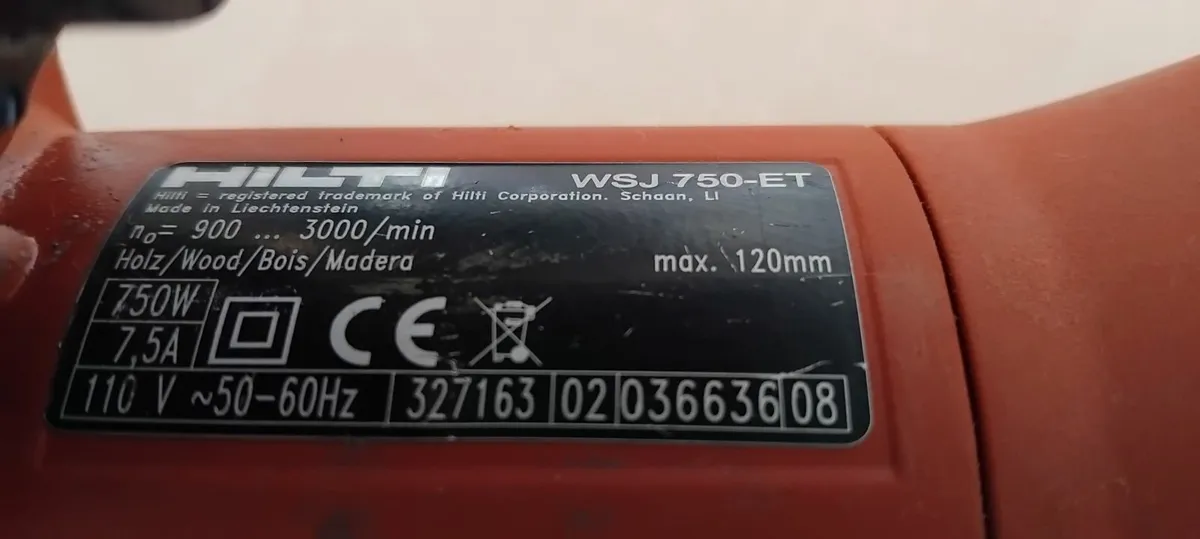 HILTI WSJ 750-ET
Hilti = registered trademark of Hilti Corporation. Schaan, LI
Made in Liechtenstein
n₀= 900 ... 3000/min
Holz/Wood/Bois/Madera max. 120mm
750W
7,5A
CE
110 V ~50-60Hz 327163 02 036636 08